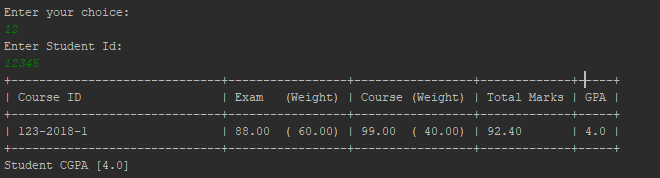 Enter your choice:
12
Enter Student Id:
12345
+------------------------------+-----------------+-----------------+-------------+-----+
| Course ID                    | Exam   (Weight) | Course (Weight) | Total Marks | GPA |
+------------------------------+-----------------+-----------------+-------------+-----+
| 123-2018-1                   | 88.00  ( 60.00) | 99.00  ( 40.00) | 92.40       | 4.0 |
+------------------------------+-----------------+-----------------+-------------+-----+
Student CGPA [4.0]